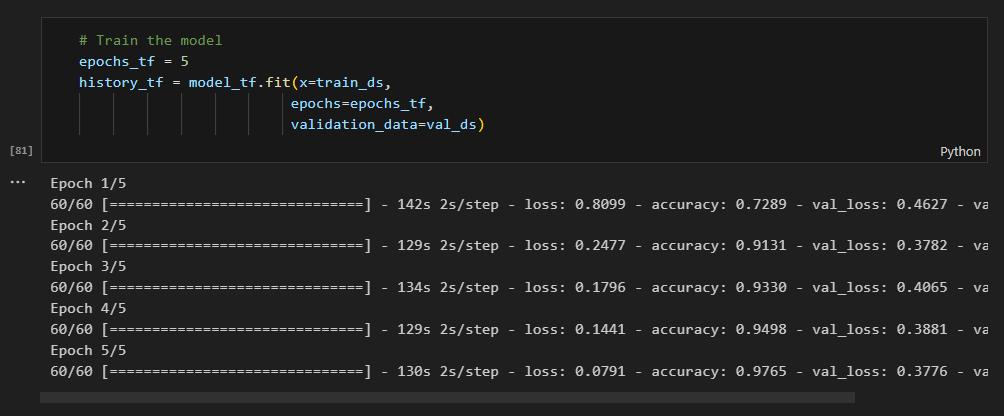 # Train the model
epochs_tf = 5
history_tf = model_tf.fit(x=train_ds,
epochs=epochs_tf,
validation_data=val_ds)
[81]
Python
...
Epoch 1/5
60/60 [==============================] - 142s 2s/step - loss: 0.8099 - accuracy: 0.7289 - val_loss: 0.4627 - va
Epoch 2/5
60/60 [==============================] - 129s 2s/step - loss: 0.2477 - accuracy: 0.9131 - val_loss: 0.3782 - va
Epoch 3/5
60/60 [==============================] - 134s 2s/step - loss: 0.1796 - accuracy: 0.9330 - val_loss: 0.4065 - va
Epoch 4/5
60/60 [==============================] - 129s 2s/step - loss: 0.1441 - accuracy: 0.9498 - val_loss: 0.3881 - va
Epoch 5/5
60/60 [==============================] - 130s 2s/step - loss: 0.0791 - accuracy: 0.9765 - val_loss: 0.3776 - va